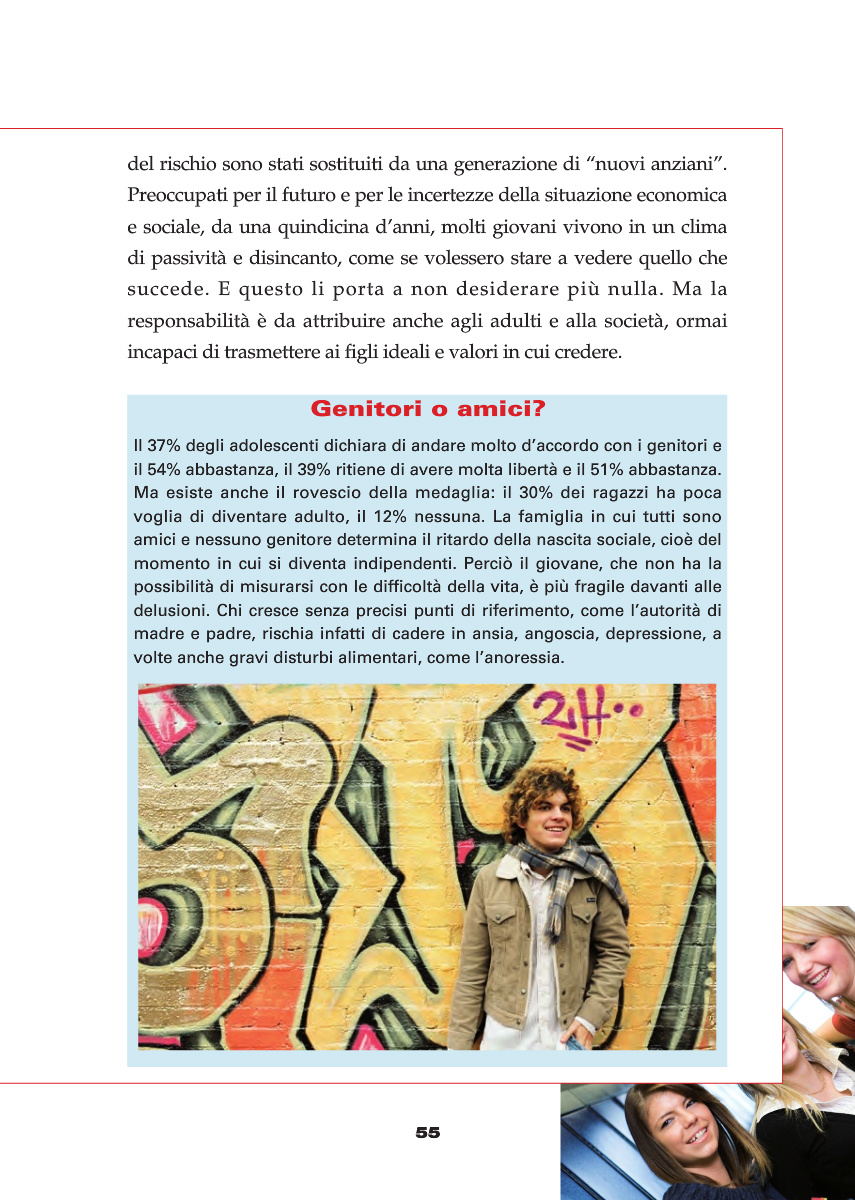 del rischio sono stati sostituiti da una generazione di “nuovi anziani”.
Preoccupati per il futuro e per le incertezze della situazione economica
e sociale, da una quindicina d’anni, molti giovani vivono in un clima
di passività e disincanto, come se volessero stare a vedere quello che
succede. E questo li porta a non desiderare più nulla. Ma la
responsabilità è da attribuire anche agli adulti e alla società, ormai
incapaci di trasmettere ai figli ideali e valori in cui credere.
Genitori o amici?
Il 37% degli adolescenti dichiara di andare molto d’accordo con i genitori e
il 54% abbastanza, il 39% ritiene di avere molta libertà e il 51% abbastanza.
Ma esiste anche il rovescio della medaglia: il 30% dei ragazzi ha poca
voglia di diventare adulto, il 12% nessuna. La famiglia in cui tutti sono
amici e nessuno genitore determina il ritardo della nascita sociale, cioè del
momento in cui si diventa indipendenti. Perciò il giovane, che non ha la
possibilità di misurarsi con le difficoltà della vita, è più fragile davanti alle
delusioni. Chi cresce senza precisi punti di riferimento, come l’autorità di
madre e padre, rischia infatti di cadere in ansia, angoscia, depressione, a
volte anche gravi disturbi alimentari, come l’anoressia.
55